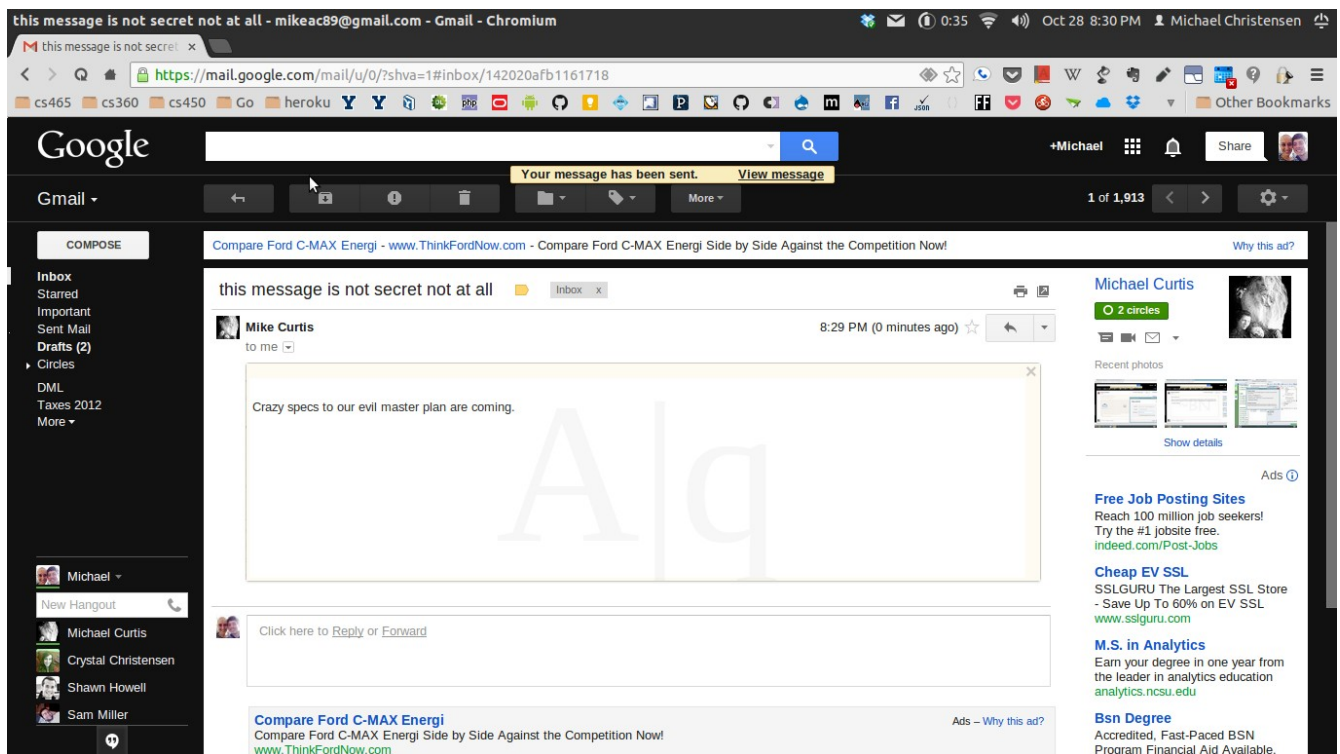 this message is not secret not at all - mikeac89@gmail.com - Gmail - Chromium
0:35 Oct 28 8:30 PM Michael Christensen
this message is not secret
https://mail.google.com/mail/u/0/?shva=1#inbox/142020afb1161718
cs465 cs360 cs450 Go heroku Other Bookmarks
Google
+Michael Share
Your message has been sent. View message
Gmail More 1 of 1,913
COMPOSE
Compare Ford C-MAX Energi - www.ThinkFordNow.com - Compare Ford C-MAX Energi Side by Side Against the Competition Now! Why this ad?
Inbox
Starred
Important
Sent Mail
Drafts (2)
Circles
DML
Taxes 2012
More
this message is not secret not at all Inbox x
Mike Curtis 8:29 PM (0 minutes ago)
to me
Crazy specs to our evil master plan are coming.
A|q
Click here to Reply or Forward
Compare Ford C-MAX Energi Ads – Why this ad?
Compare Ford C-MAX Energi Side by Side Against the Competition Now!
www.ThinkFordNow.com
Michael Curtis
2 circles
Recent photos
Show details
Ads
Free Job Posting Sites
Reach 100 million job seekers!
Try the #1 jobsite free.
indeed.com/Post-Jobs
Cheap EV SSL
SSLGURU The Largest SSL Store
- Save Up To 60% on EV SSL
www.sslguru.com
M.S. in Analytics
Earn your degree in one year from
the leader in analytics education
analytics.ncsu.edu
Bsn Degree
Accredited, Fast-Paced BSN
Program Financial Aid Available.
Michael
New Hangout
Michael Curtis
Crystal Christensen
Shawn Howell
Sam Miller